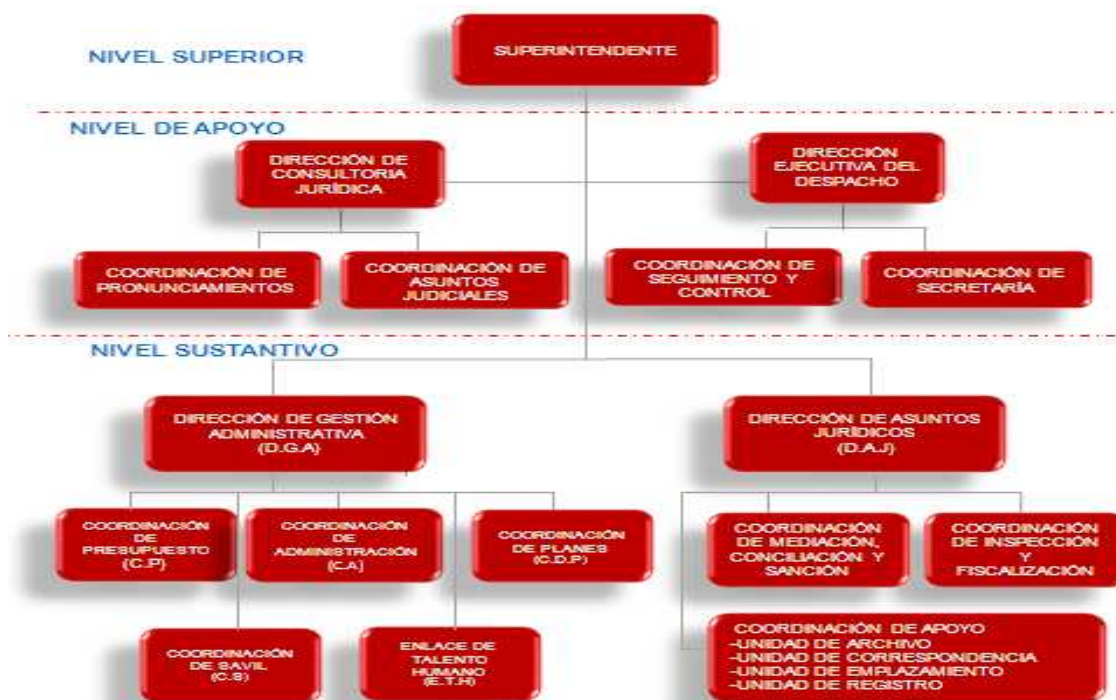 NIVEL SUPERIOR
SUPERINTENDENTE
NIVEL DE APOYO
DIRECCIÓN DE
CONSULTORIA
JURÍDICA
DIRECCIÓN
EJECUTIVA DEL
DESPACHO
COORDINACIÓN DE
PRONUNCIAMIENTOS
COORDINACIÓN DE
ASUNTOS
JUDICIALES
COORDINACIÓN DE
SEGUIMIENTO Y
CONTROL
COORDINACIÓN DE
SECRETARÍA
NIVEL SUSTANTIVO
DIRECCIÓN DE GESTIÓN
ADMINISTRATIVA
(D.G.A)
DIRECCIÓN DE ASUNTOS
JURÍDICOS
(D.A.J)
COORDINACIÓN
DE
PRESUPUESTO
(C.P)
COORDINACIÓN
DE
ADMINISTRACIÓN
(C.A)
COORDINACIÓN
DE PLANES
(C.D.P)
COORDINACIÓN
DE MEDIACIÓN,
CONCILIACIÓN Y
SANCIÓN
COORDINACIÓN
DE INSPECCIÓN
Y
FISCALIZACIÓN
COORDINACIÓN
DE SAVIL
(C.S)
ENLACE DE
TALENTO
HUMANO
(E.T.H)
COORDINACIÓN DE APOYO
-UNIDAD DE ARCHIVO
-UNIDAD DE CORRESPONDENCIA
-UNIDAD DE EMPLAZAMIENTO
-UNIDAD DE REGISTRO